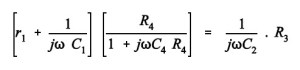 [r₁ + 1/(jω C₁)] [R₄/(1 + jωC₄ R₄)] = 1/(jωC₂) . R₃